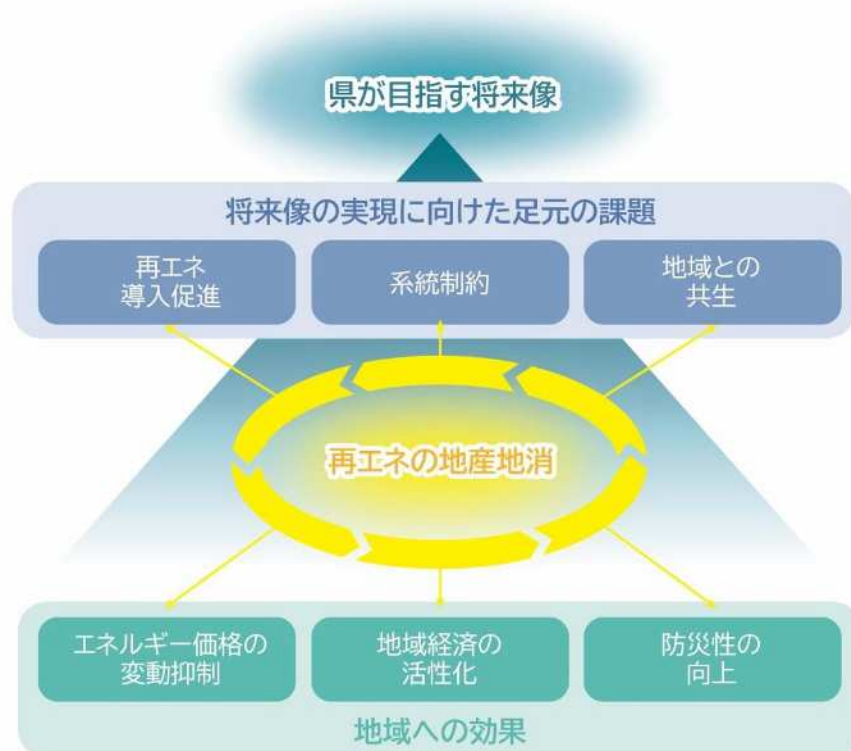 県が目指す将来像
将来像の実現に向けた足元の課題
再エネ
導入促進
系統制約
地域との
共生
再エネの地産地消
エネルギー価格の
変動抑制
地域経済の
活性化
防災性の
向上
地域への効果